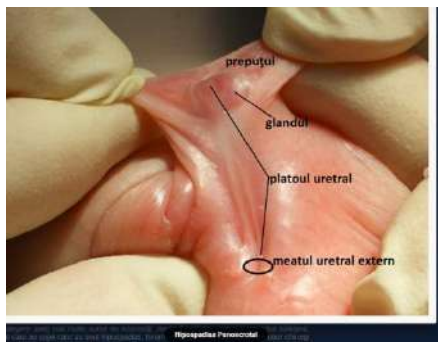 prepuțul
glandul
platoul uretral
meatul uretral extern
Hipospadias Penoscrotal